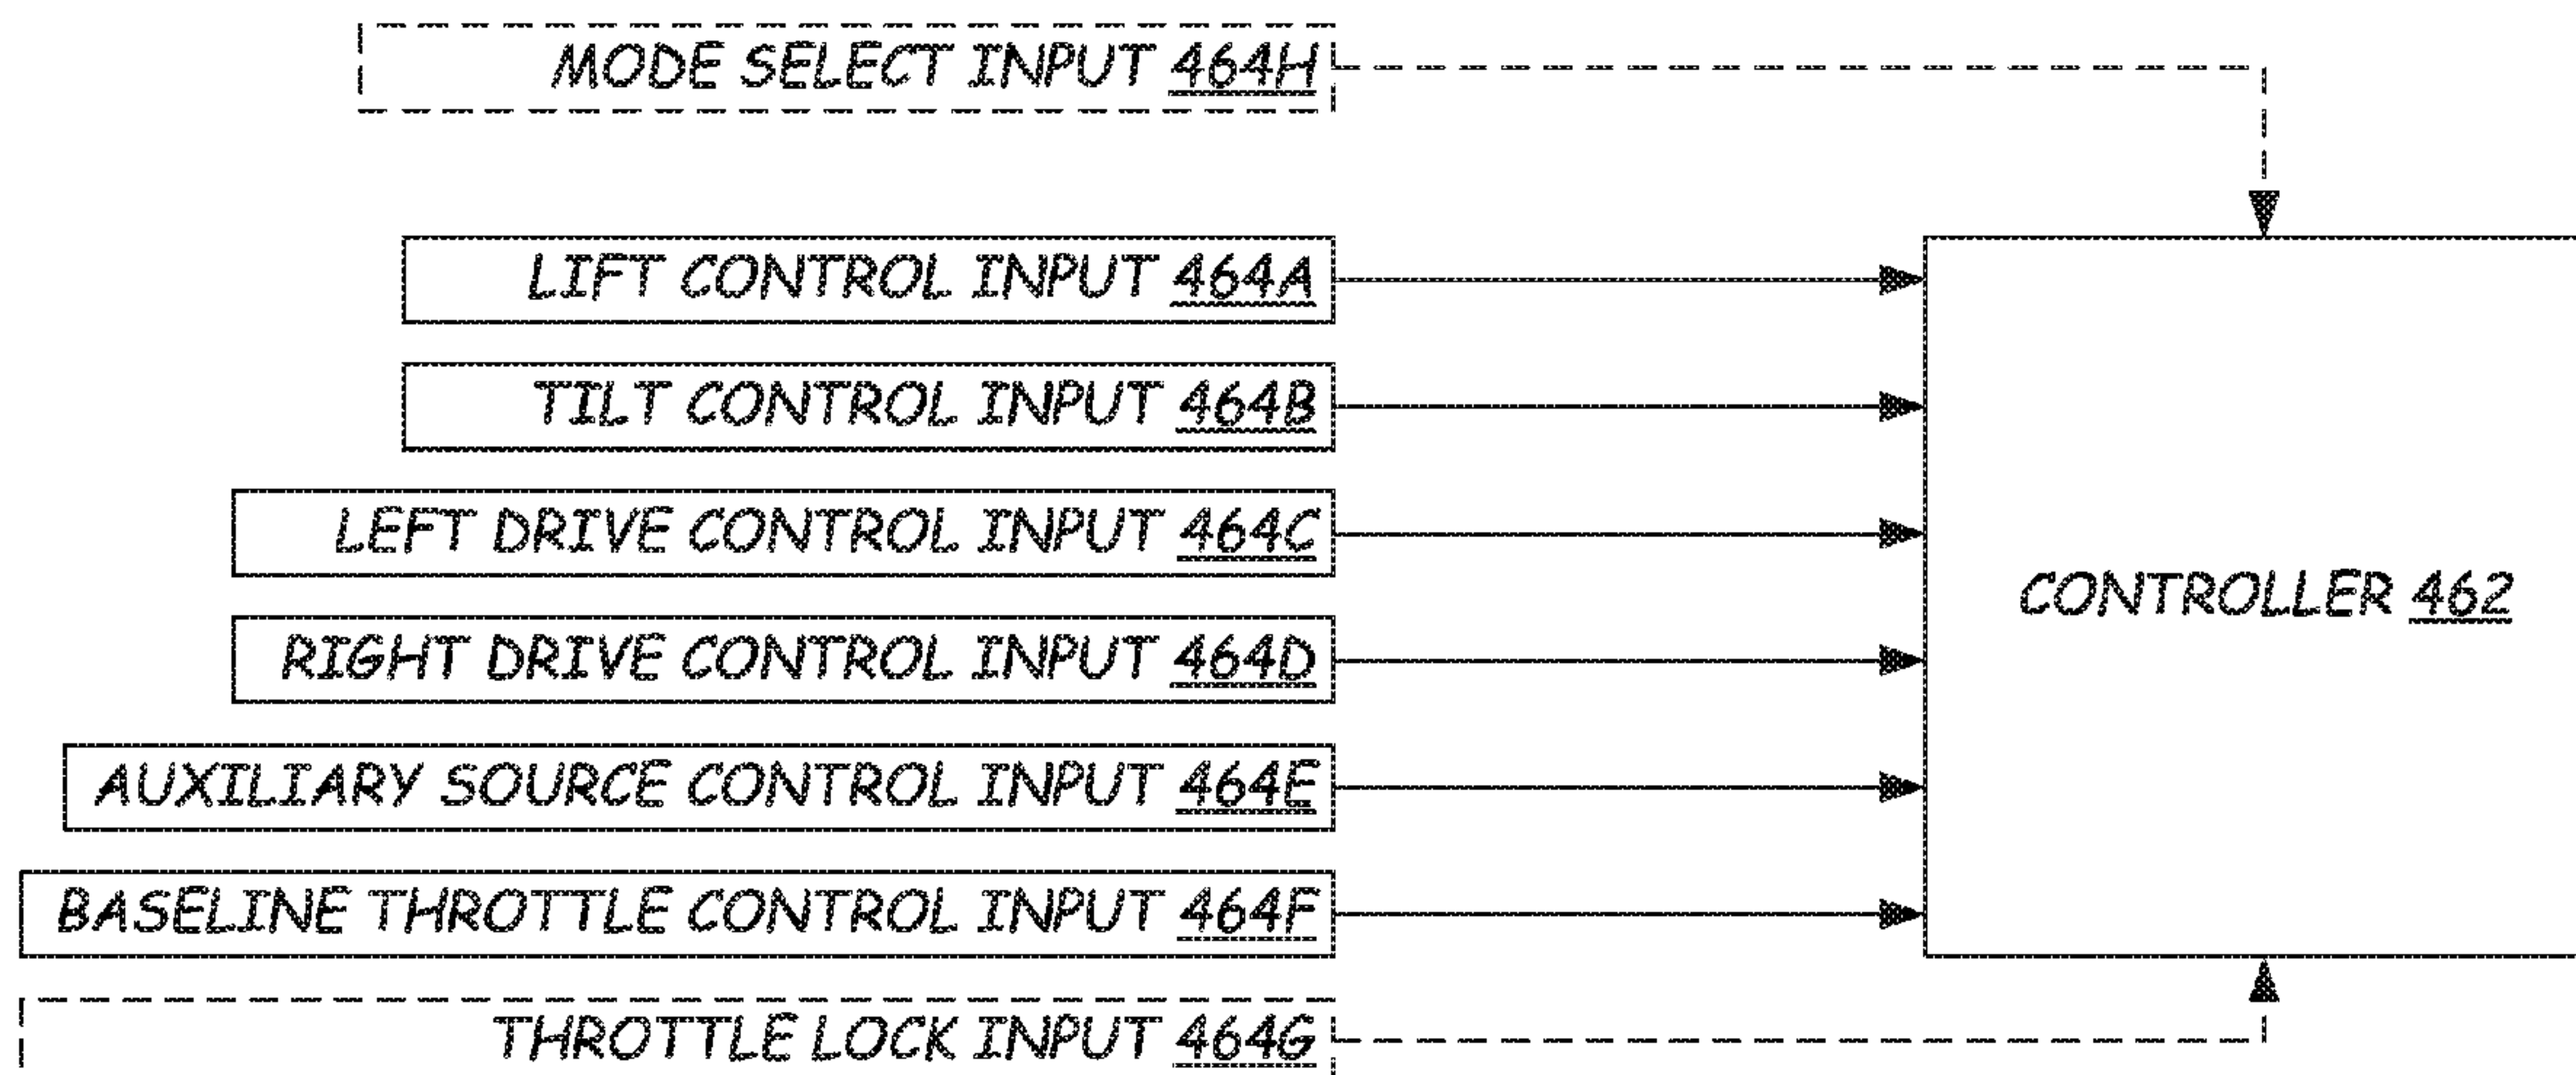 MODE SELECT INPUT 464H
LIFT CONTROL INPUT 464A
TILT CONTROL INPUT 464B
LEFT DRIVE CONTROL INPUT 464C
CONTROLLER 462
RIGHT DRIVE CONTROL INPUT 464D
AUXILIARY SOURCE CONTROL INPUT 464E
BASELINE THROTTLE CONTROL INPUT 464F
THROTTLE LOCK INPUT 464G